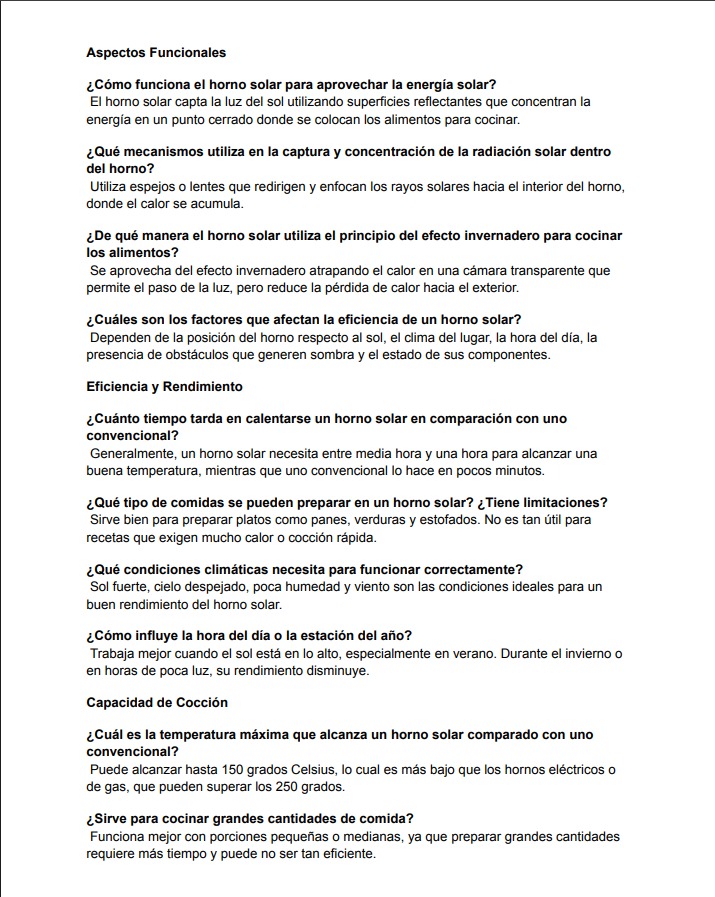 Aspectos Funcionales
¿Cómo funciona el horno solar para aprovechar la energía solar?
El horno solar capta la luz del sol utilizando superficies reflectantes que concentran la
energía en un punto cerrado donde se colocan los alimentos para cocinar.
¿Qué mecanismos utiliza en la captura y concentración de la radiación solar dentro
del horno?
Utiliza espejos o lentes que redirigen y enfocan los rayos solares hacia el interior del horno,
donde el calor se acumula.
¿De qué manera el horno solar utiliza el principio del efecto invernadero para cocinar
los alimentos?
Se aprovecha del efecto invernadero atrapando el calor en una cámara transparente que
permite el paso de la luz, pero reduce la pérdida de calor hacia el exterior.
¿Cuáles son los factores que afectan la eficiencia de un horno solar?
Dependen de la posición del horno respecto al sol, el clima del lugar, la hora del día, la
presencia de obstáculos que generen sombra y el estado de sus componentes.
Eficiencia y Rendimiento
¿Cuánto tiempo tarda en calentarse un horno solar en comparación con uno
convencional?
Generalmente, un horno solar necesita entre media hora y una hora para alcanzar una
buena temperatura, mientras que uno convencional lo hace en pocos minutos.
¿Qué tipo de comidas se pueden preparar en un horno solar? ¿Tiene limitaciones?
Sirve bien para preparar platos como panes, verduras y estofados. No es tan útil para
recetas que exigen mucho calor o cocción rápida.
¿Qué condiciones climáticas necesita para funcionar correctamente?
Sol fuerte, cielo despejado, poca humedad y viento son las condiciones ideales para un
buen rendimiento del horno solar.
¿Cómo influye la hora del día o la estación del año?
Trabaja mejor cuando el sol está en lo alto, especialmente en verano. Durante el invierno o
en horas de poca luz, su rendimiento disminuye.
Capacidad de Cocción
¿Cuál es la temperatura máxima que alcanza un horno solar comparado con uno
convencional?
Puede alcanzar hasta 150 grados Celsius, lo cual es más bajo que los hornos eléctricos o
de gas, que pueden superar los 250 grados.
¿Sirve para cocinar grandes cantidades de comida?
Funciona mejor con porciones pequeñas o medianas, ya que preparar grandes cantidades
requiere más tiempo y puede no ser tan eficiente.